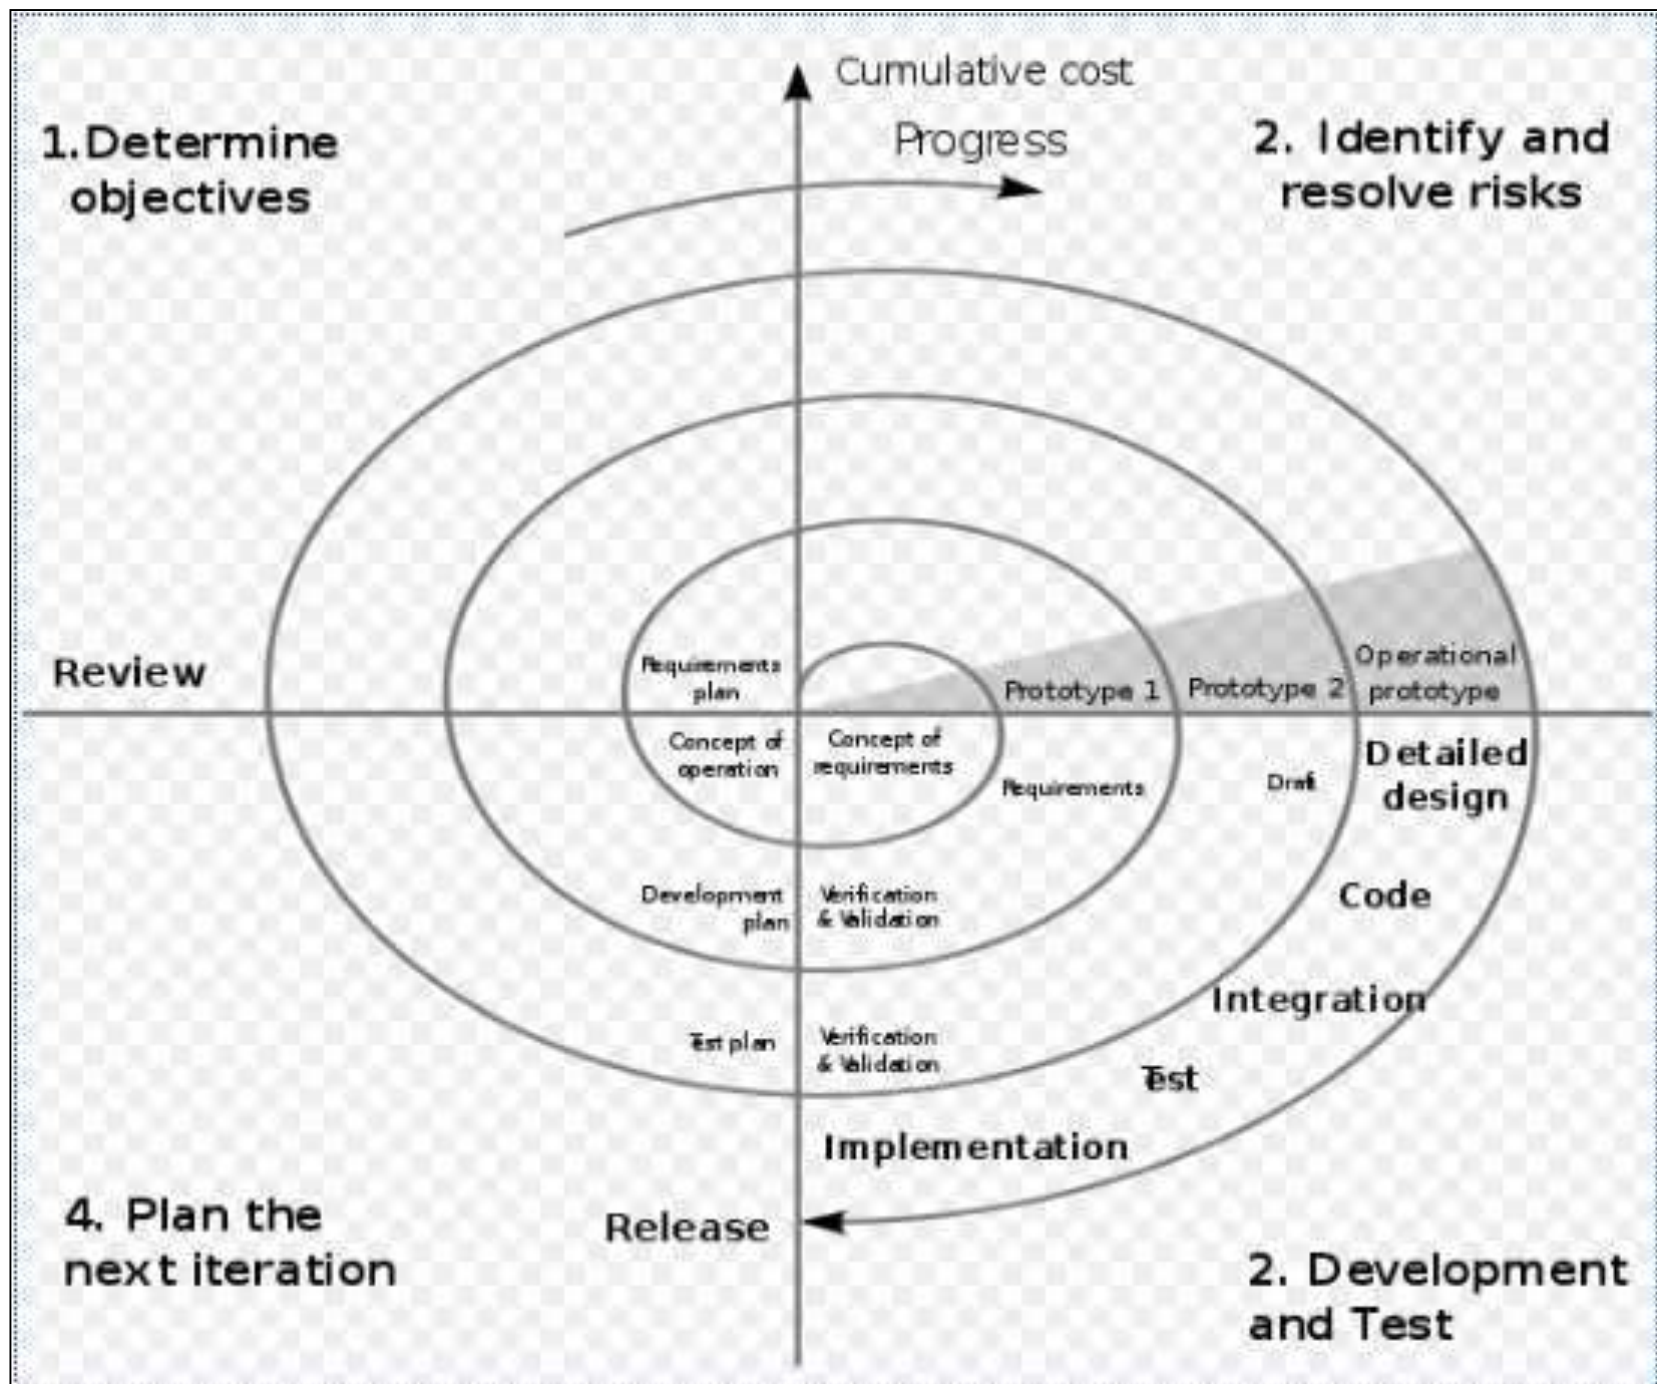 Cumulative cost
Progress
1.Determine
objectives
2. Identify and
resolve risks
Review
Requirements
plan
Prototype 1
Prototype 2
Operational
prototype
Concept of
operation
Concept of
requirements
Requirements
Draft
Detailed
design
Development
plan
Verification
& Validation
Code
Integration
Test plan
Verification
& Validation
Test
Implementation
Release
4. Plan the
next iteration
2. Development
and Test